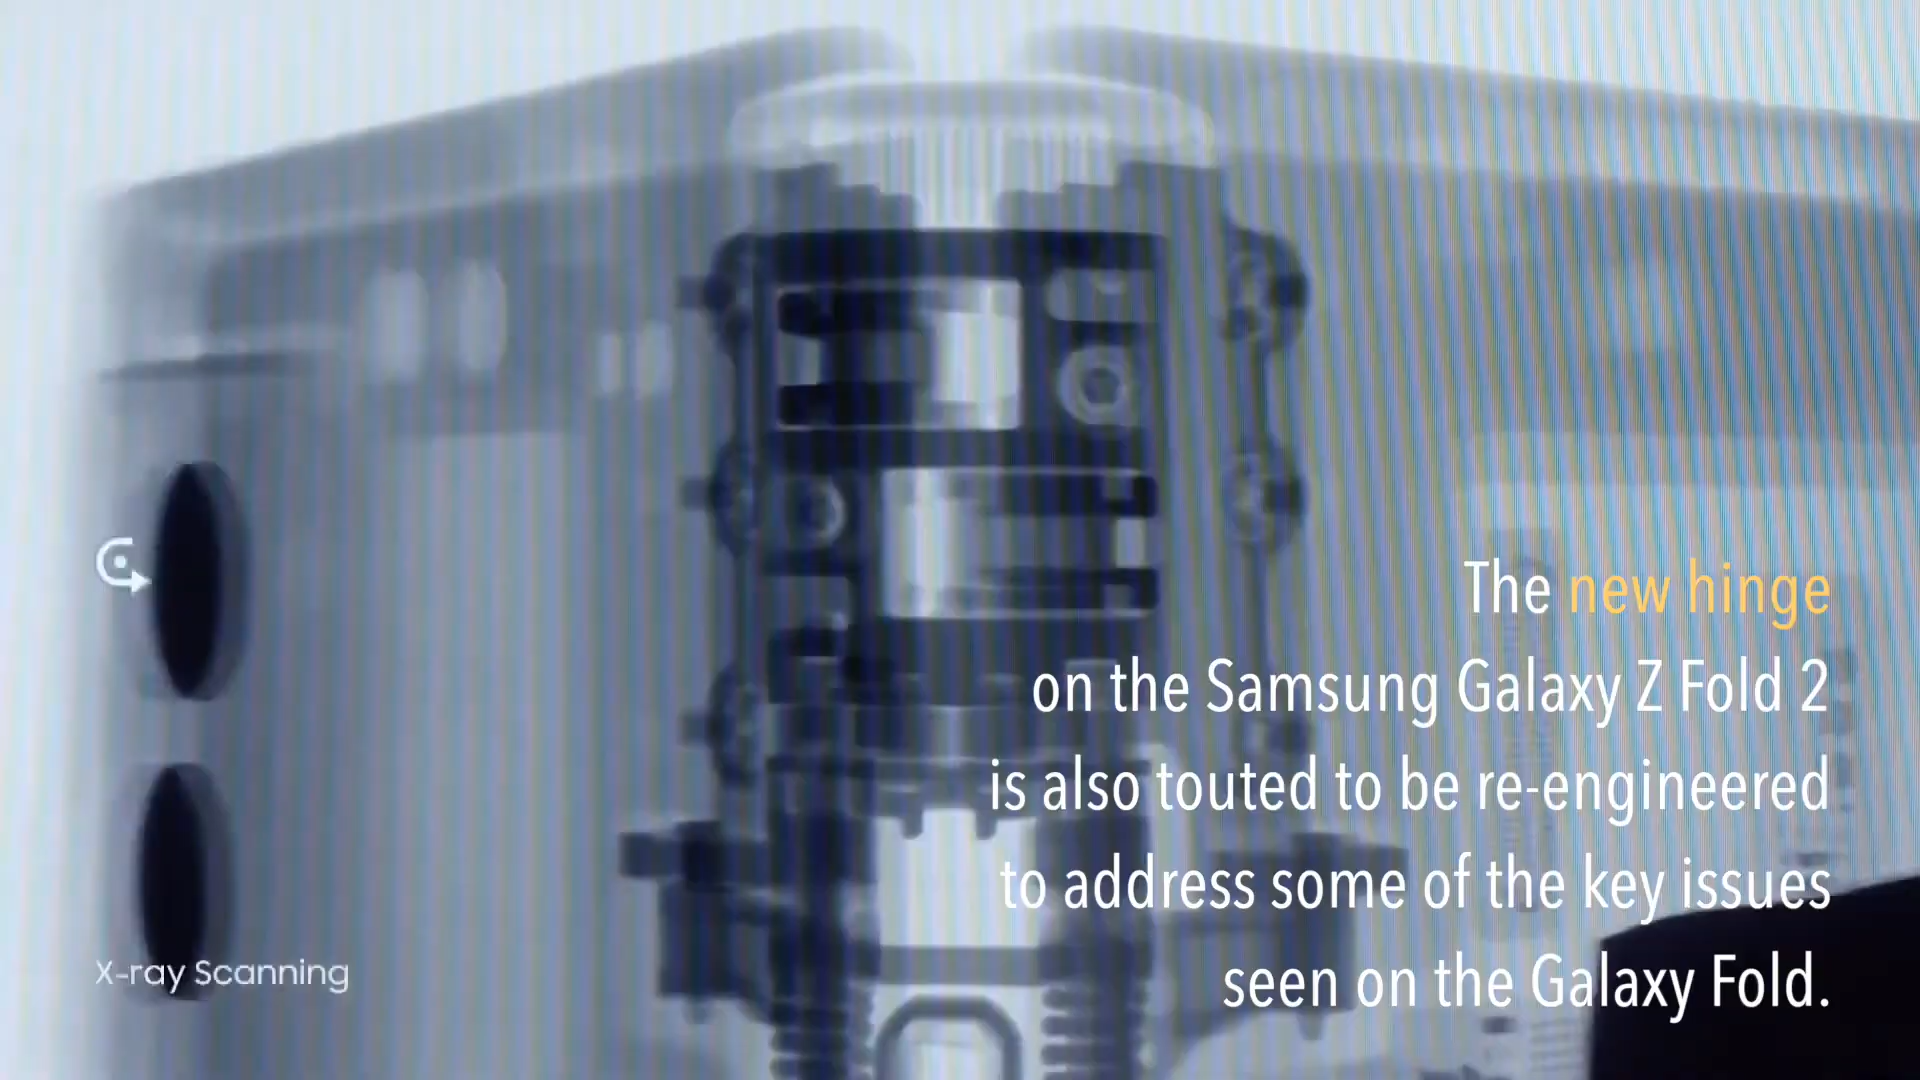 The new hinge
on the Samsung Galaxy Z Fold 2
is also touted to be re-engineered
to address some of the key issues
seen on the Galaxy Fold.
X-ray Scanning